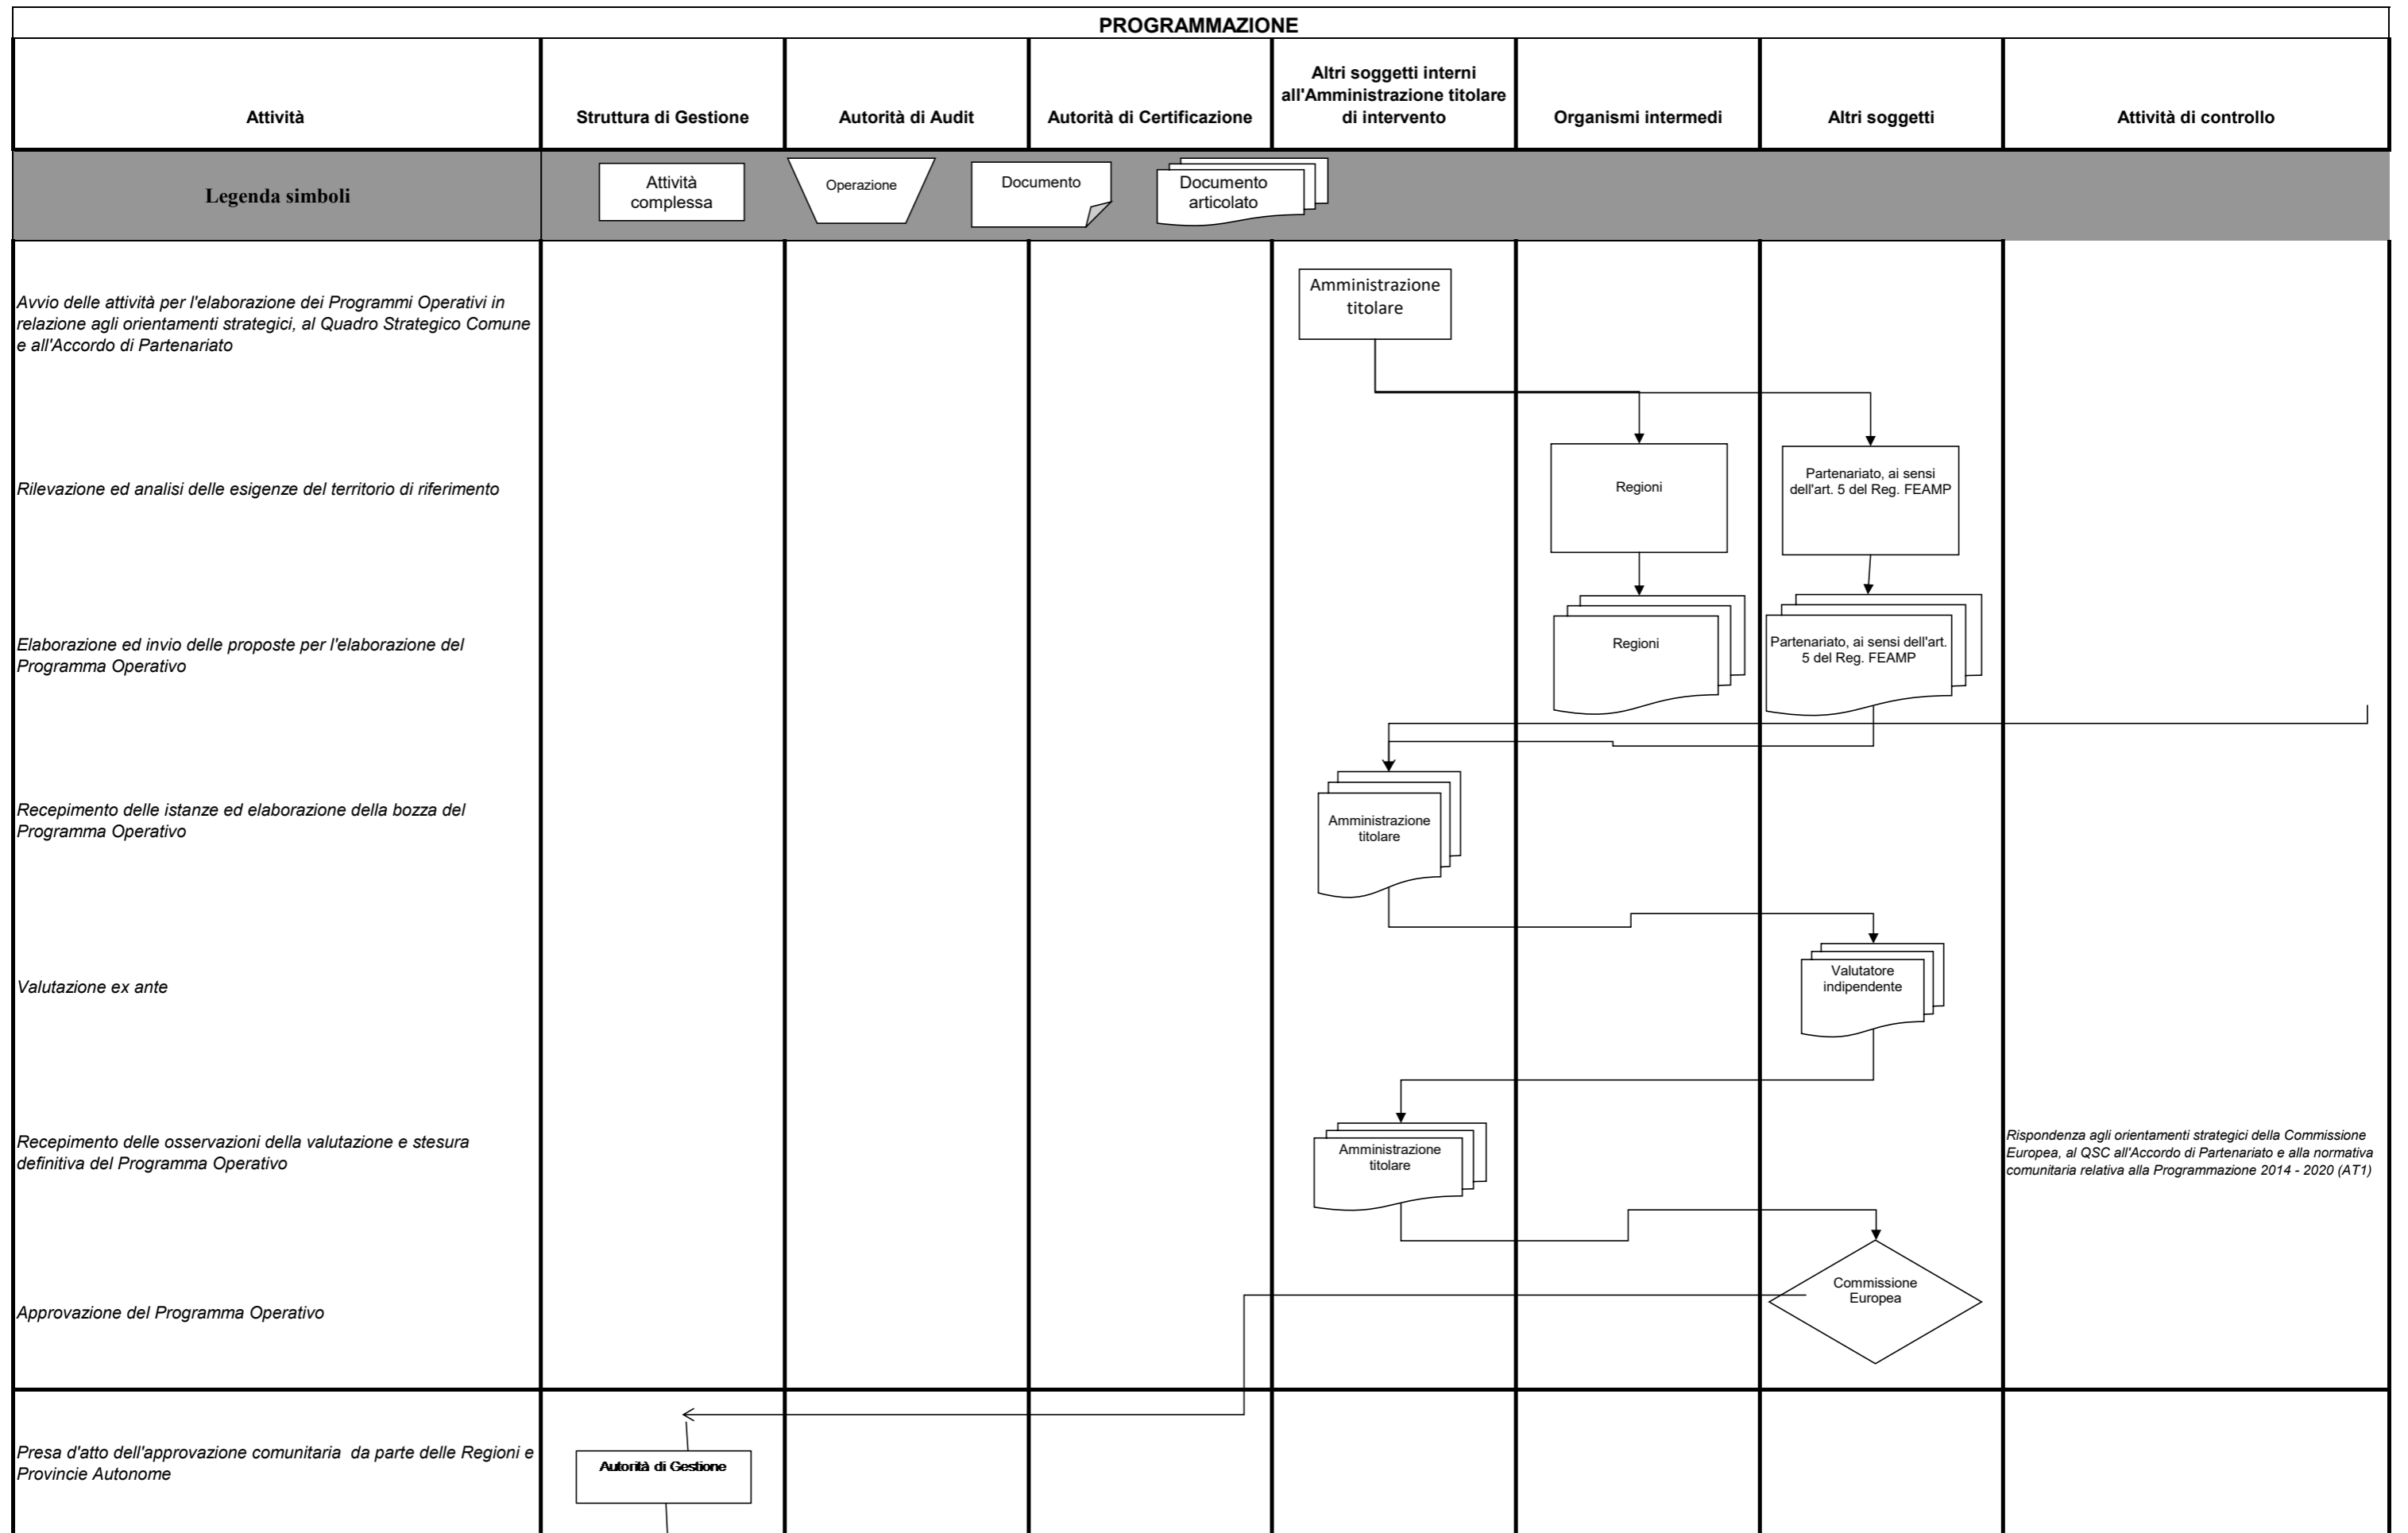 PROGRAMMAZIONE
Attività
Struttura di Gestione
Autorità di Audit
Autorità di Certificazione
Altri soggetti interni
all'Amministrazione titolare
di intervento
Organismi intermedi
Altri soggetti
Attività di controllo
Legenda simboli
Attività
complessa
Operazione
Documento
Documento
articolato
Avvio delle attività per l'elaborazione dei Programmi Operativi in
relazione agli orientamenti strategici, al Quadro Strategico Comune
e all'Accordo di Partenariato
Amministrazione
titolare
Rilevazione ed analisi delle esigenze del territorio di riferimento
Regioni
Partenariato, ai sensi
dell'art. 5 del Reg. FEAMP
Elaborazione ed invio delle proposte per l'elaborazione del
Programma Operativo
Regioni
Partenariato, ai sensi dell'art.
5 del Reg. FEAMP
Recepimento delle istanze ed elaborazione della bozza del
Programma Operativo
Amministrazione
titolare
Valutazione ex ante
Valutatore
indipendente
Recepimento delle osservazioni della valutazione e stesura
definitiva del Programma Operativo
Amministrazione
titolare
Rispondenza agli orientamenti strategici della Commissione
Europea, al QSC all'Accordo di Partenariato e alla normativa
comunitaria relativa alla Programmazione 2014 - 2020 (AT1)
Approvazione del Programma Operativo
Commissione
Europea
Presa d'atto dell'approvazione comunitaria  da parte delle Regioni e
Provincie Autonome
Autorità di Gestione